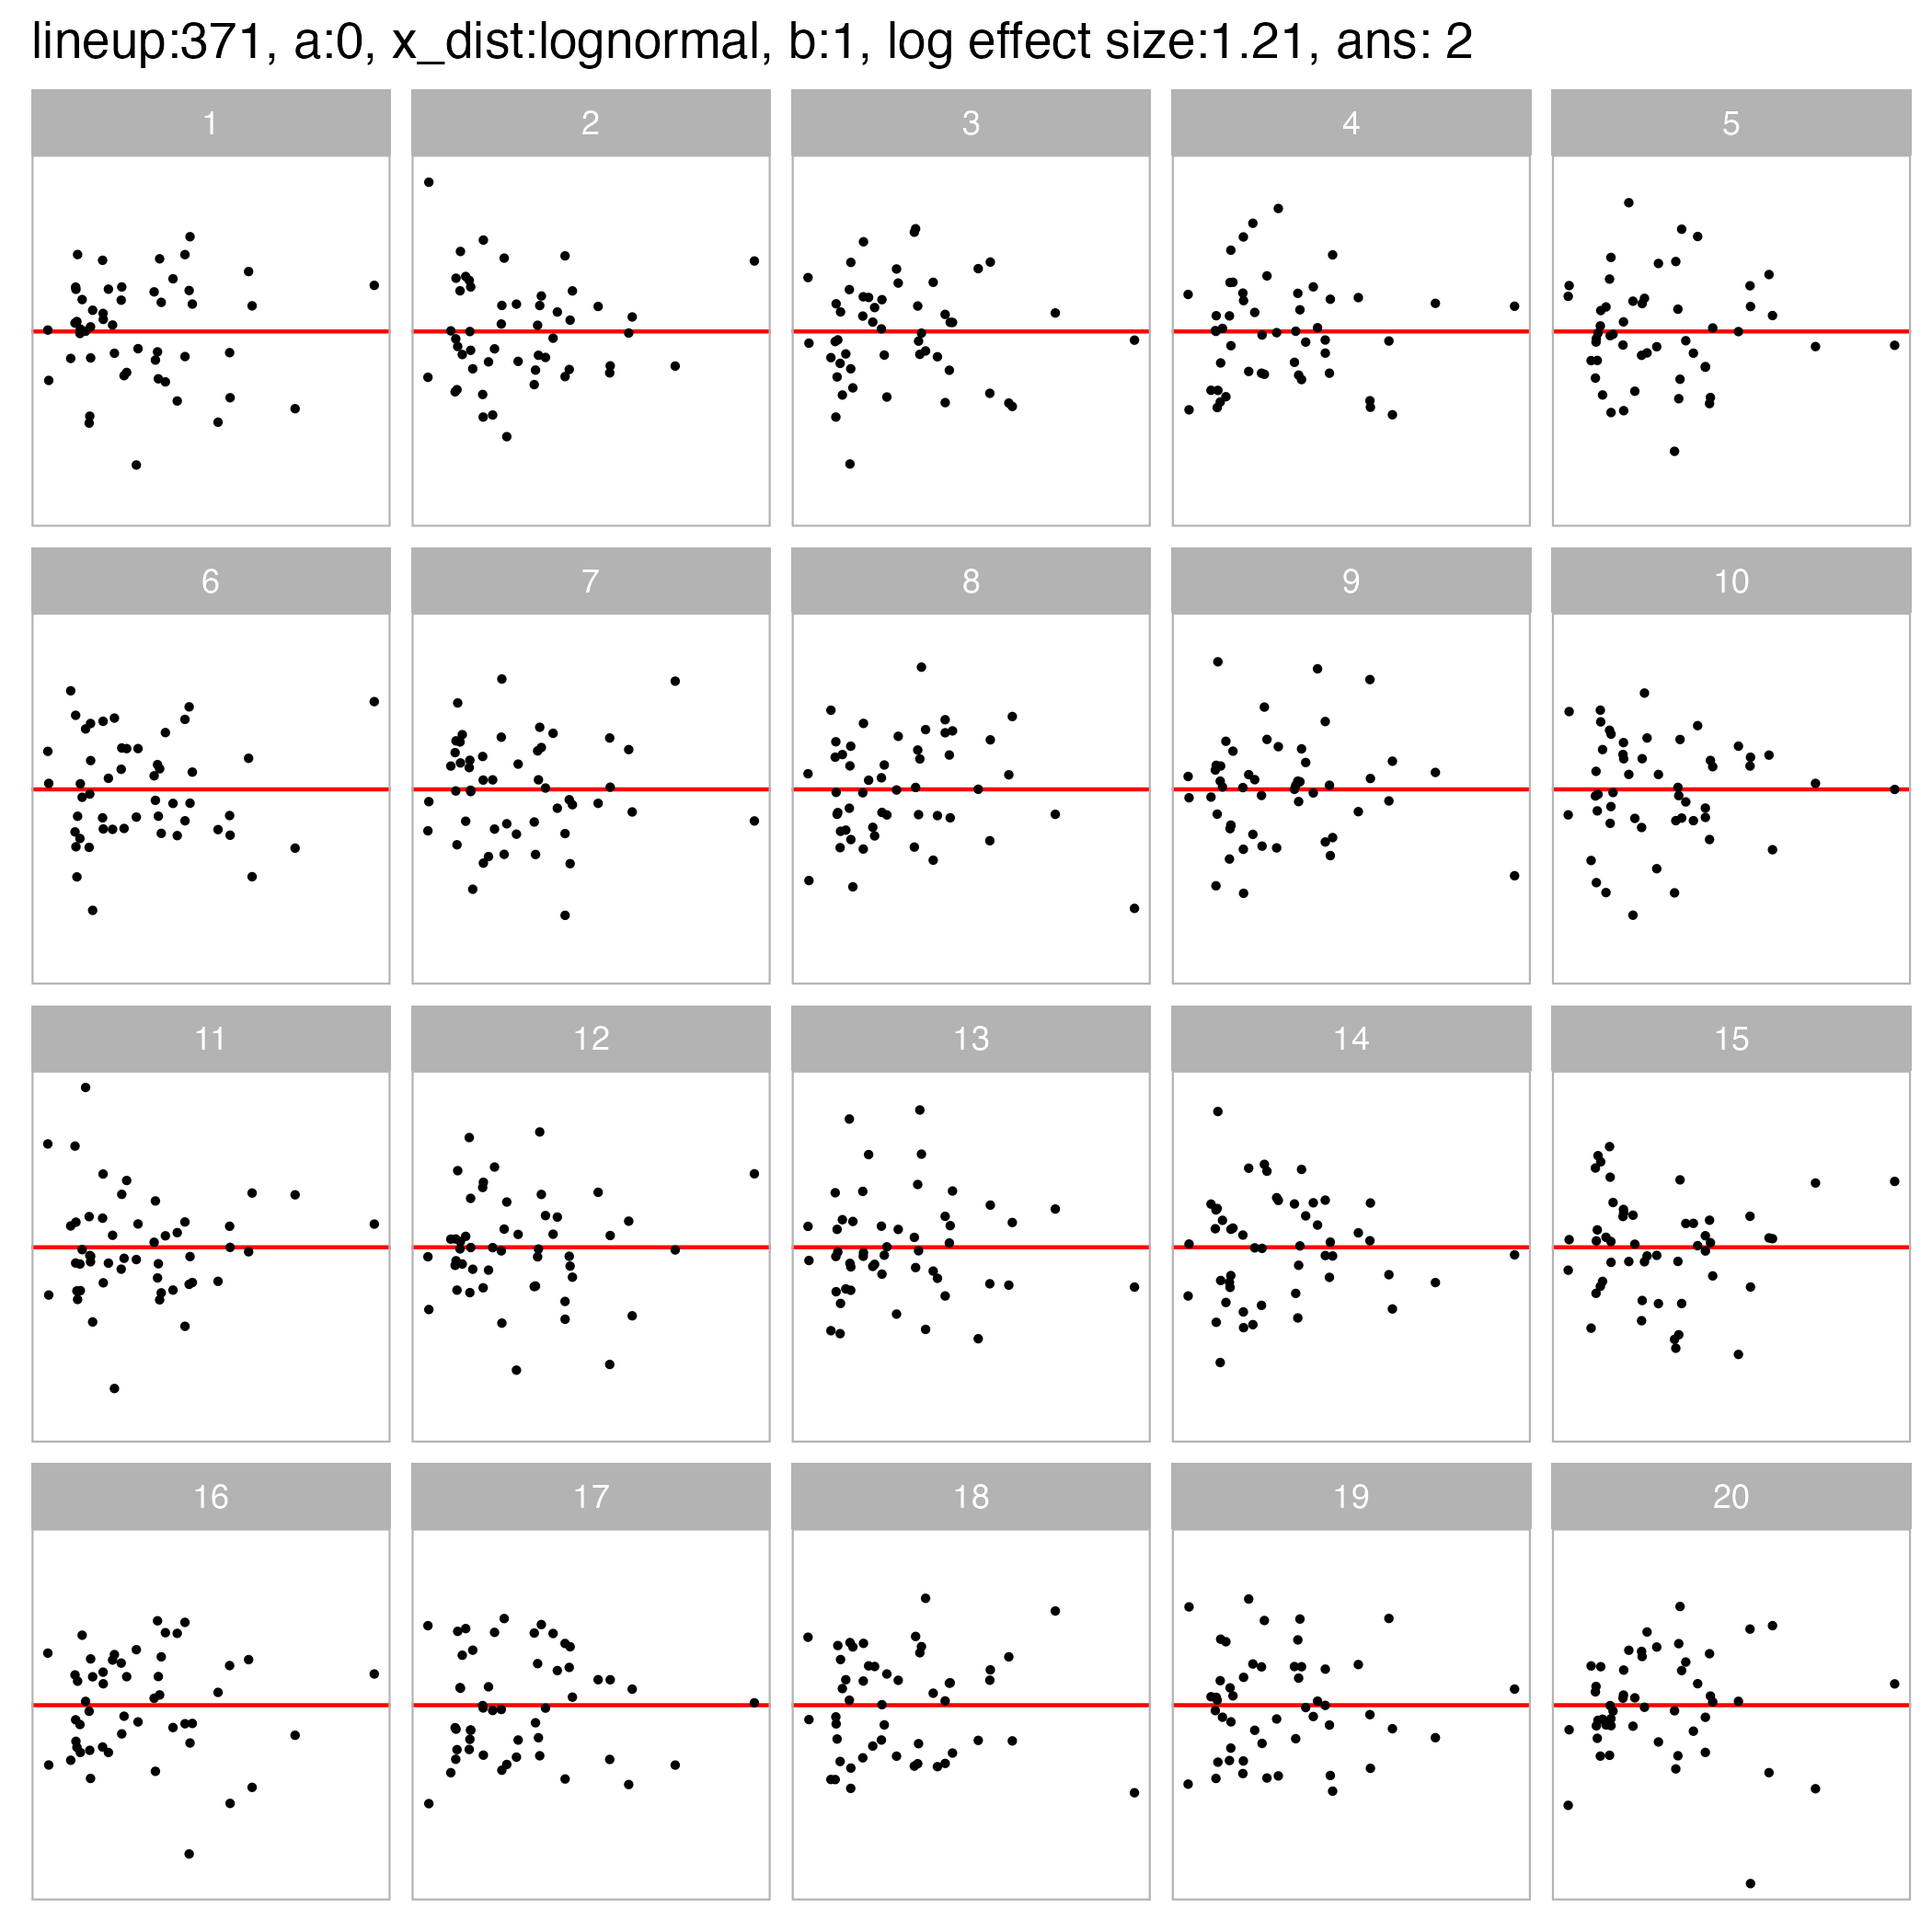 lineup:371, a:0, x_dist:lognormal, b:1, log effect size:1.21, ans: 2
1 2 3 4 5
6 7 8 9 10
11 12 13 14 15
16 17 18 19 20